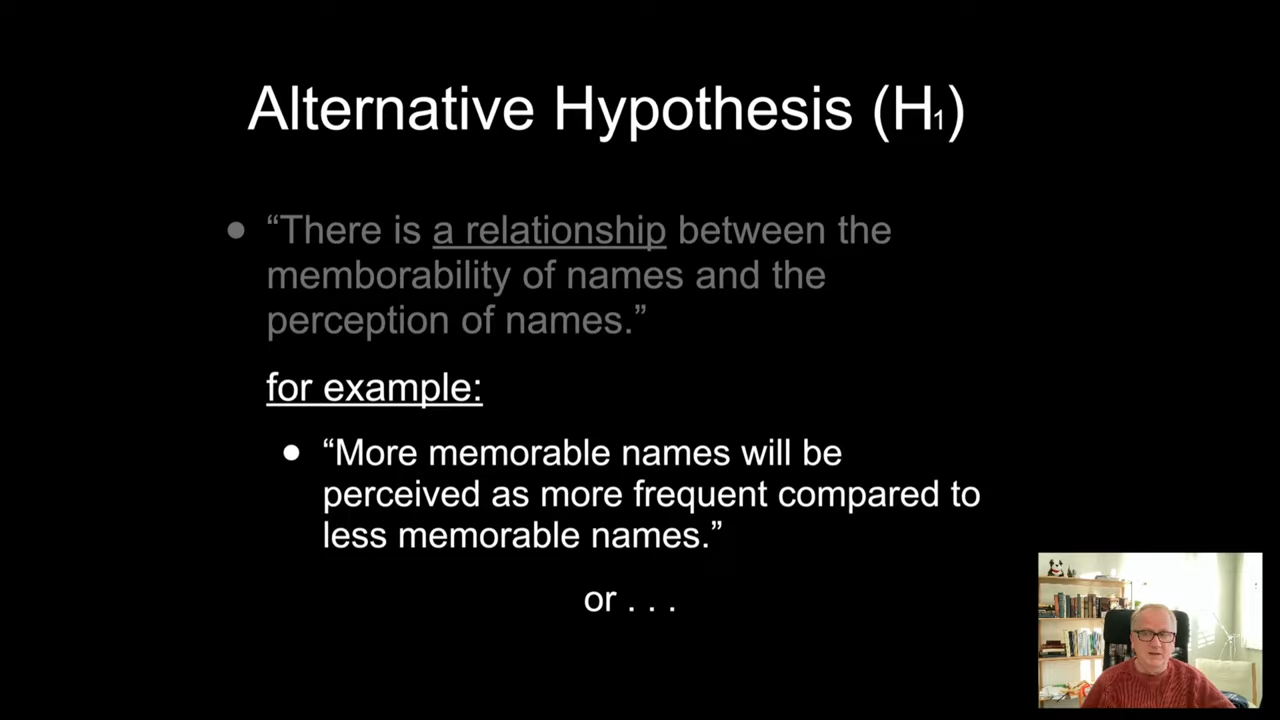 Alternative Hypothesis (H1)
• “There is a relationship between the
memborability of names and the
perception of names.”
for example:
• “More memorable names will be
perceived as more frequent compared to
less memorable names.”
or . . .